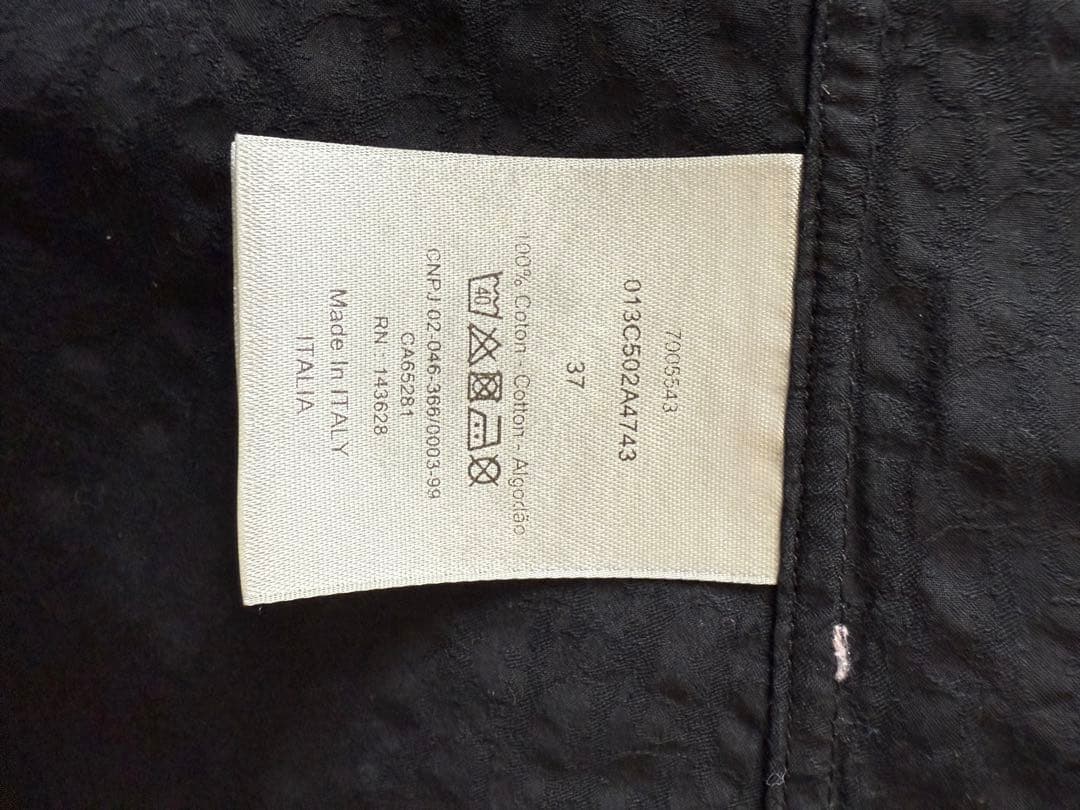 7005543
013C502A4743
37
100% Coton - Cotton - Algodão
40
CNPJ 02-046-366/0003-99
CA65281
RN 143628
Made In ITALY
ITALIA